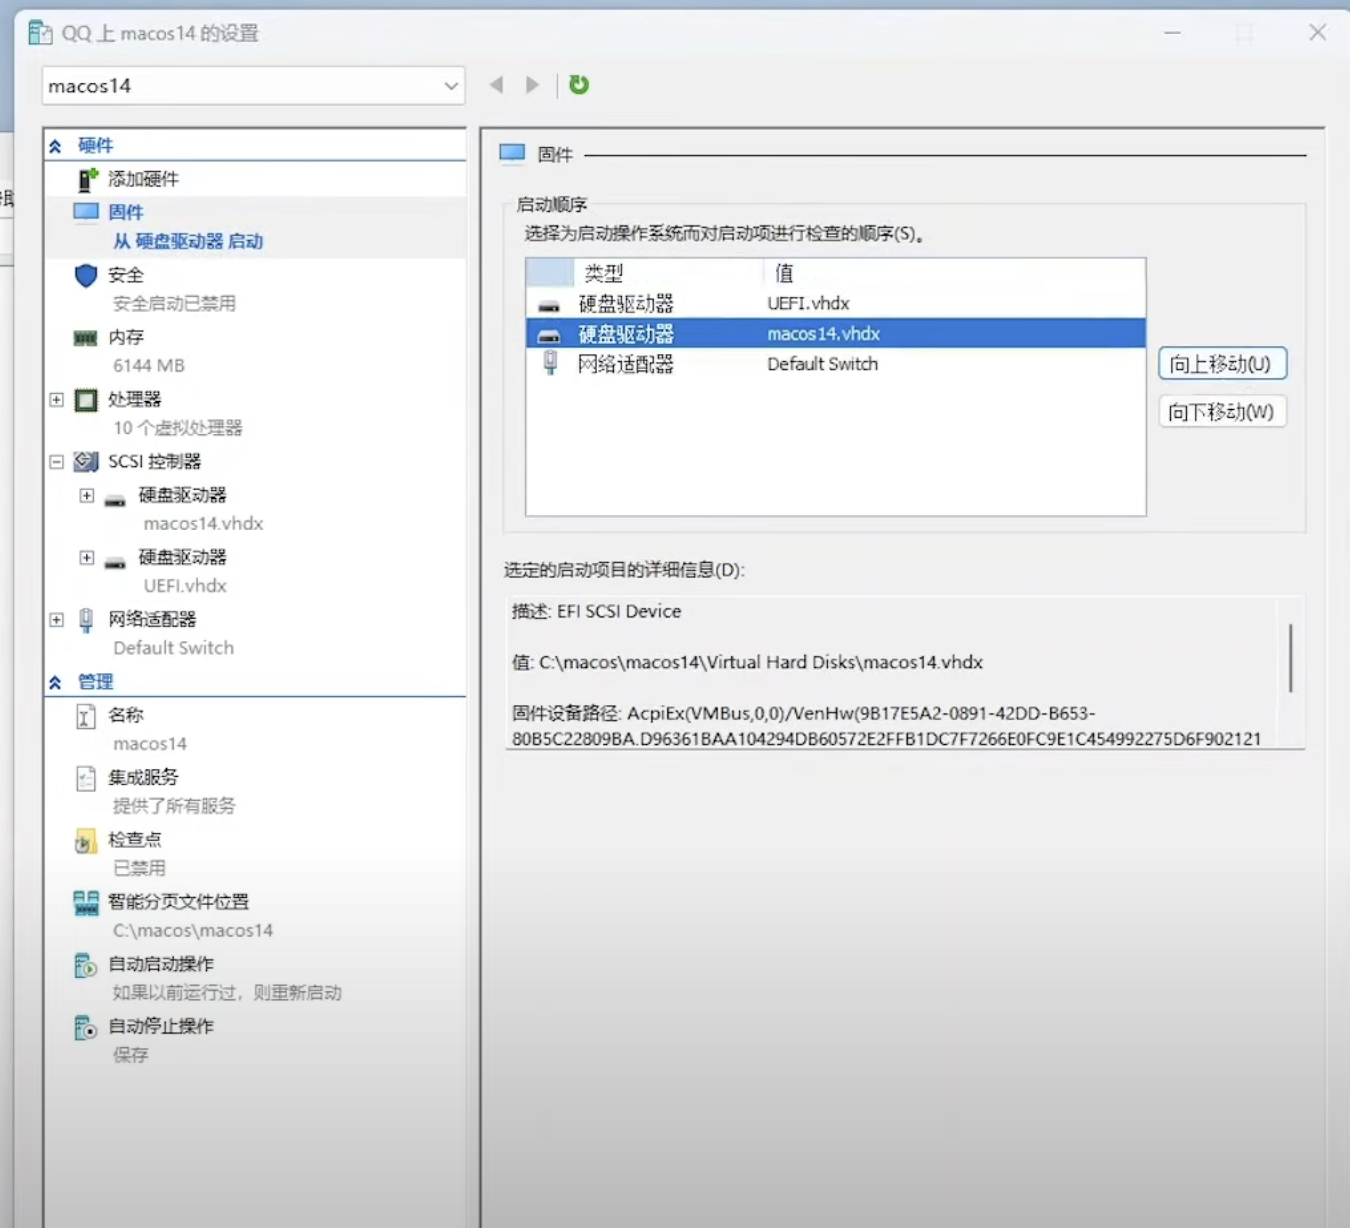 QQ 上 macos14 的设置
macos14
硬件
添加硬件
固件
从 硬盘驱动器 启动
安全
安全启动已禁用
内存
6144 MB
处理器
10 个虚拟处理器
SCSI 控制器
硬盘驱动器
macos14.vhdx
硬盘驱动器
UEFI.vhdx
网络适配器
Default Switch
管理
名称
macos14
集成服务
提供了所有服务
检查点
已禁用
智能分页文件位置
C:\macos\macos14
自动启动操作
如果以前运行过，则重新启动
自动停止操作
保存
固件
启动顺序
选择为启动操作系统而对启动项进行检查的顺序(S)。
类型 值
硬盘驱动器 UEFI.vhdx
硬盘驱动器 macos14.vhdx
网络适配器 Default Switch
向上移动(U)
向下移动(W)
选定的启动项目的详细信息(D):
描述: EFI SCSI Device
值: C:\macos\macos14\Virtual Hard Disks\macos14.vhdx
固件设备路径: AcpiEx(VMBus,0,0)/VenHw(9B17E5A2-0891-42DD-B653-
80B5C22809BA,D96361BAA104294DB60572E2FFB1DC7F7266E0FC9E1C454992275D6F902121